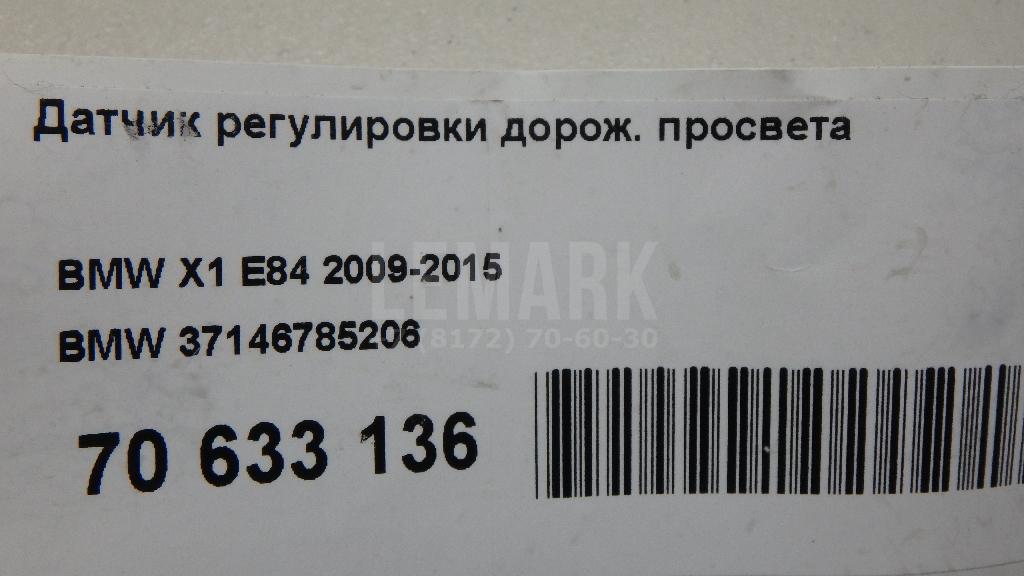 Датчик регулировки дорож. просвета
BMW X1 E84 2009-2015
LEMARK
BMW 37146785206
(8172) 70-60-30
70 633 136